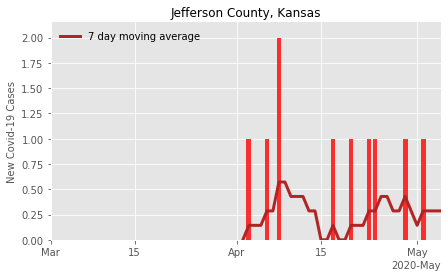 Jefferson County, Kansas
7 day moving average
New Covid-19 Cases
2.00
1.75
1.50
1.25
1.00
0.75
0.50
0.25
0.00
Mar 15 Apr 15 May
2020-May